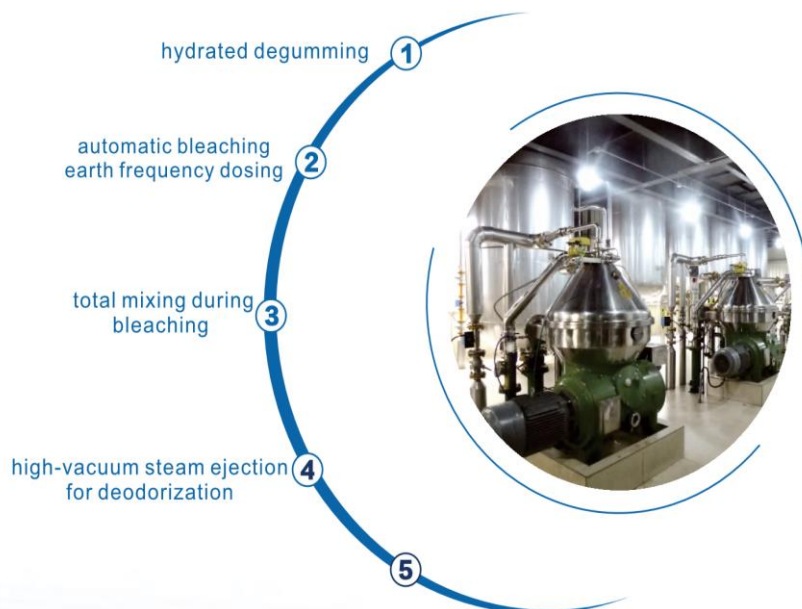 hydrated degumming
1
automatic bleaching
earth frequency dosing
2
total mixing during
bleaching
3
high-vacuum steam ejection
for deodorization
4
5